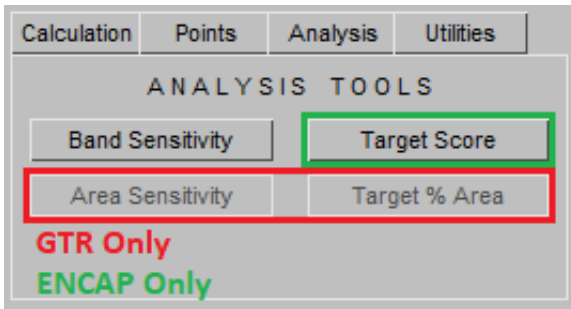 Calculation Points Analysis Utilities
ANALYSIS TOOLS
Band Sensitivity Target Score
Area Sensitivity Target % Area
GTR Only
ENCAP Only